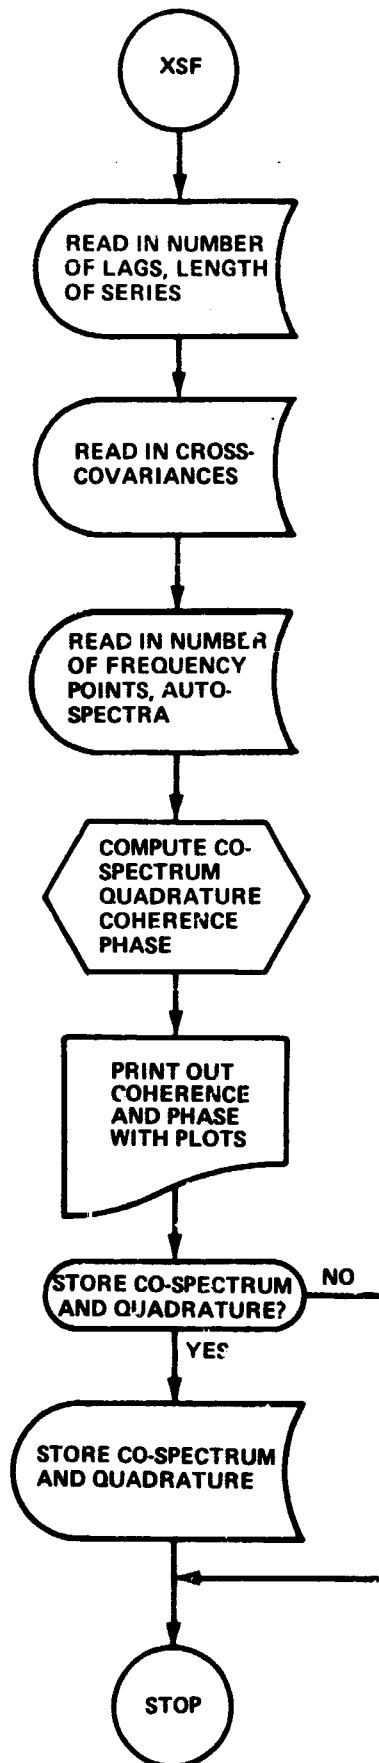 XSF
READ IN NUMBER
OF LAGS, LENGTH
OF SERIES
READ IN CROSS-
COVARIANCES
READ IN NUMBER
OF FREQUENCY
POINTS, AUTO-
SPECTRA
COMPUTE CO-
SPECTRUM
QUADRATURE
COHERENCE
PHASE
PRINT OUT
COHERENCE
AND PHASE
WITH PLOTS
STORE CO-SPECTRUM
AND QUADRATURE?
NO
YES
STORE CO-SPECTRUM
AND QUADRATURE
STOP